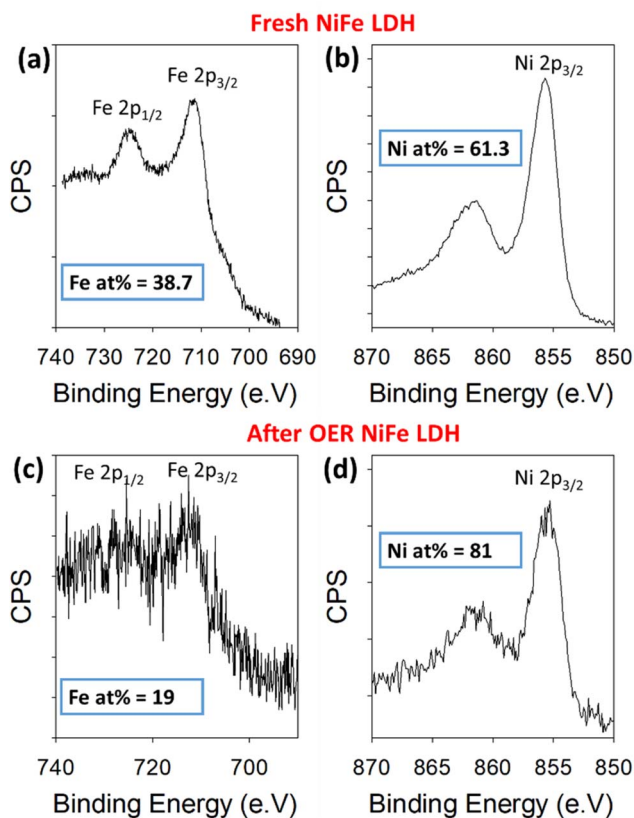 Fresh NiFe LDH
(a)
Fe 2p3/2
Fe 2p1/2
CPS
Fe at% = 38.7
740 730 720 710 700 690
Binding Energy (e.V)
(b)
Ni 2p3/2
CPS
Ni at% = 61.3
870 865 860 855 850
Binding Energy (e.V)
After OER NiFe LDH
(c)
Fe 2p1/2 Fe 2p3/2
CPS
Fe at% = 19
740 720 700
Binding Energy (e.V)
(d)
Ni 2p3/2
CPS
Ni at% = 81
870 865 860 855 850
Binding Energy (e.V)